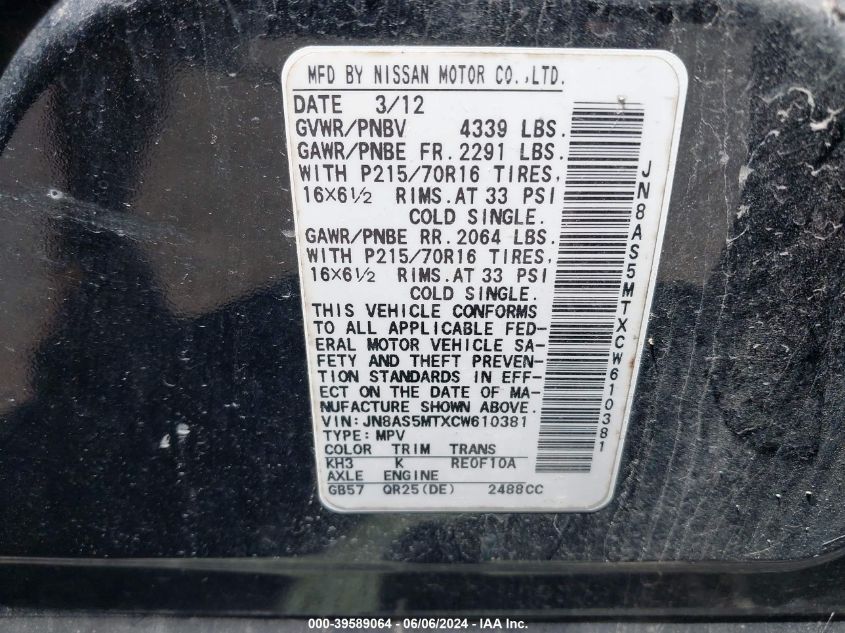 MFD BY NISSAN MOTOR CO.,LTD.
DATE 3/12
GVWR/PNBV 4339 LBS.
GAWR/PNBE FR. 2291 LBS.
WITH P215/70R16 TIRES,
16X6½ RIMS.AT 33 PSI
COLD SINGLE.
GAWR/PNBE RR. 2064 LBS.
WITH P215/70R16 TIRES,
16X6½ RIMS.AT 33 PSI
COLD SINGLE.
THIS VEHICLE CONFORMS
TO ALL APPLICABLE FED-
ERAL MOTOR VEHICLE SA-
FETY AND THEFT PREVEN-
TION STANDARDS IN EFF-
ECT ON THE DATE OF MA-
NUFACTURE SHOWN ABOVE.
VIN: JN8AS5MTXCW610381
TYPE: MPV
COLOR TRIM TRANS
KH3 K RE0F10A
AXLE ENGINE
GB57 QR25(DE) 2488CC
JN8AS5MTXCW610381
000-39589064 - 06/06/2024 - IAA Inc.